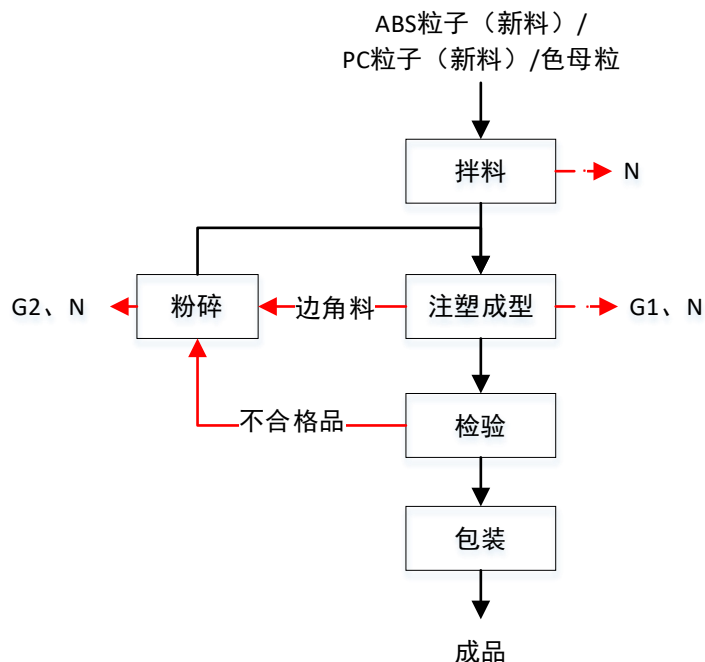 ABS粒子（新料）/
PC粒子（新料）/色母粒
拌料
N
G2、N
粉碎
边角料
注塑成型
G1、N
不合格品
检验
包装
成品